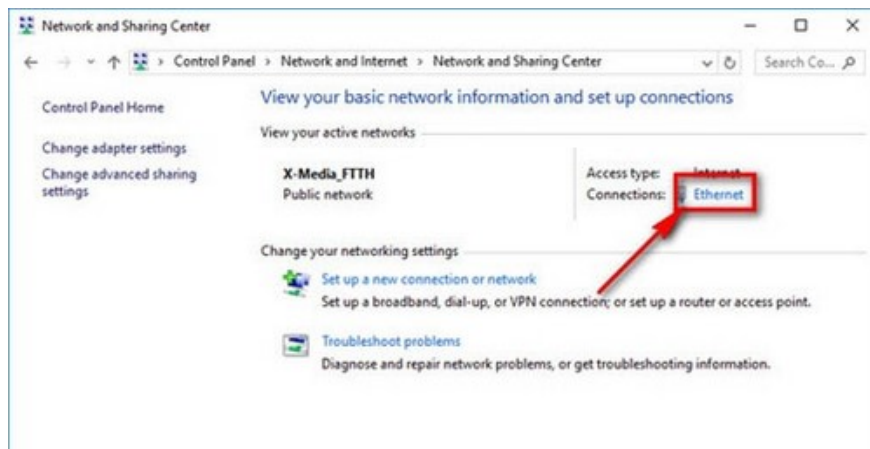 Network and Sharing Center
Control Panel › Network and Internet › Network and Sharing Center
Search Co...
Control Panel Home
Change adapter settings
Change advanced sharing
settings
View your basic network information and set up connections
View your active networks
X-Media_FTTH
Public network
Access type: Internet
Connections: Ethernet
Change your networking settings
Set up a new connection or network
Set up a broadband, dial-up, or VPN connection; or set up a router or access point.
Troubleshoot problems
Diagnose and repair network problems, or get troubleshooting information.